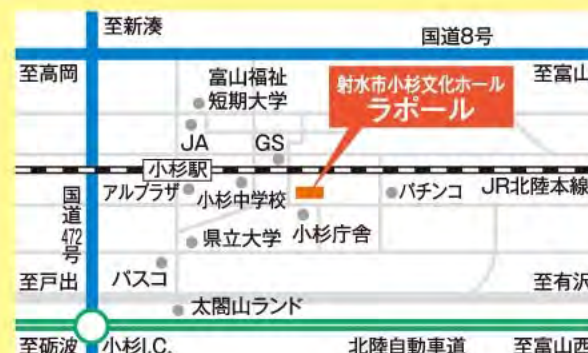 至新湊
国道8号
至高岡
富山福祉
短期大学
射水市小杉文化ホール
ラポール
至富山
JA
GS
小杉駅
アルプラザ
小杉中学校
パチンコ
JR北陸本線
国道472号
県立大学
小杉庁舎
至戸出
パスコ
至有沢
太閤山ランド
至砺波
小杉I.C.
北陸自動車道
至富山西